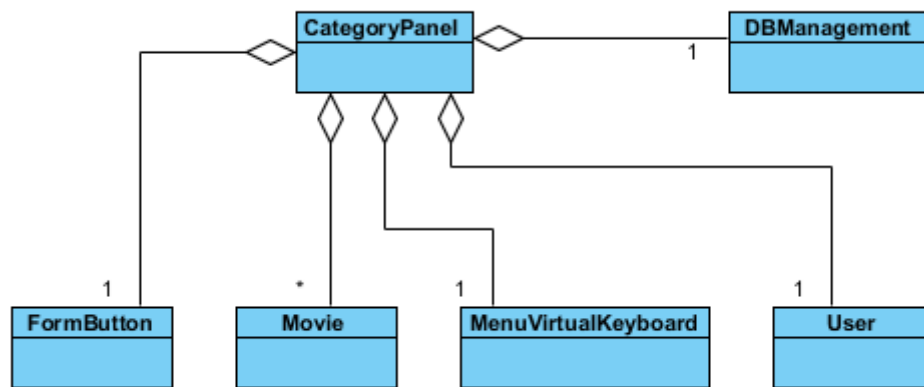 CategoryPanel
DBManagement
1
1
*
1
1
FormButton
Movie
MenuVirtualKeyboard
User